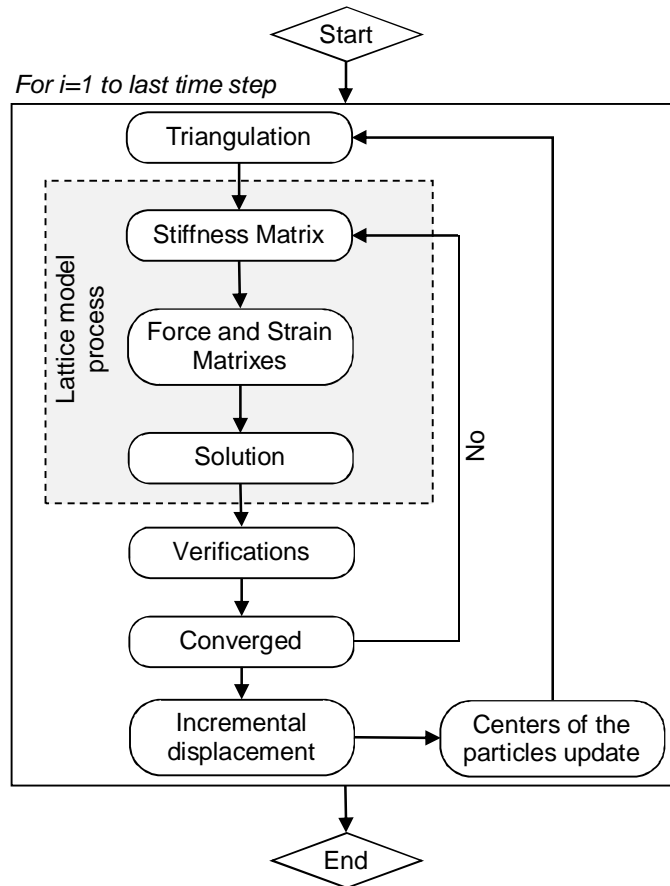 Start
For i=1 to last time step
Triangulation
Stiffness Matrix
Lattice model
process
Force and Strain
Matrixes
Solution
No
Verifications
Converged
Incremental
displacement
Centers of the
particles update
End